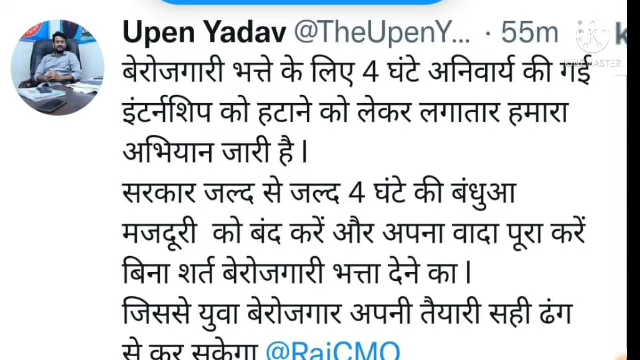 Upen Yadav @TheUpenY... · 55m
बेरोजगारी भत्ते के लिए 4 घंटे अनिवार्य की गई
इंटर्नशिप को हटाने को लेकर लगातार हमारा
अभियान जारी है l
सरकार जल्द से जल्द 4 घंटे की बंधुआ
मजदूरी को बंद करें और अपना वादा पूरा करें
बिना शर्त बेरोजगारी भत्ता देने का l
जिससे युवा बेरोजगार अपनी तैयारी सही ढंग
से कर सकेगा @RajCMO